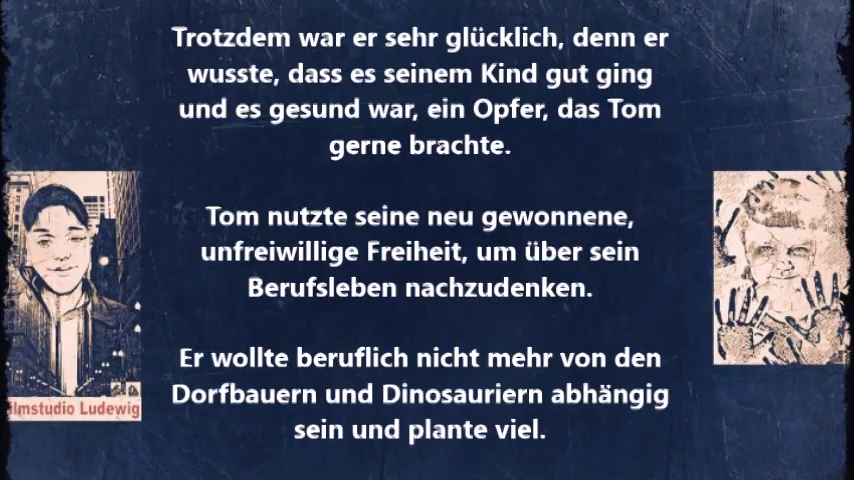 Trotzdem war er sehr glücklich, denn er
wusste, dass es seinem Kind gut ging
und es gesund war, ein Opfer, das Tom
gerne brachte.
Tom nutzte seine neu gewonnene,
unfreiwillige Freiheit, um über sein
Berufsleben nachzudenken.
Er wollte beruflich nicht mehr von den
Dorfbauern und Dinosauriern abhängig
sein und plante viel.
ilmstudio Ludewig